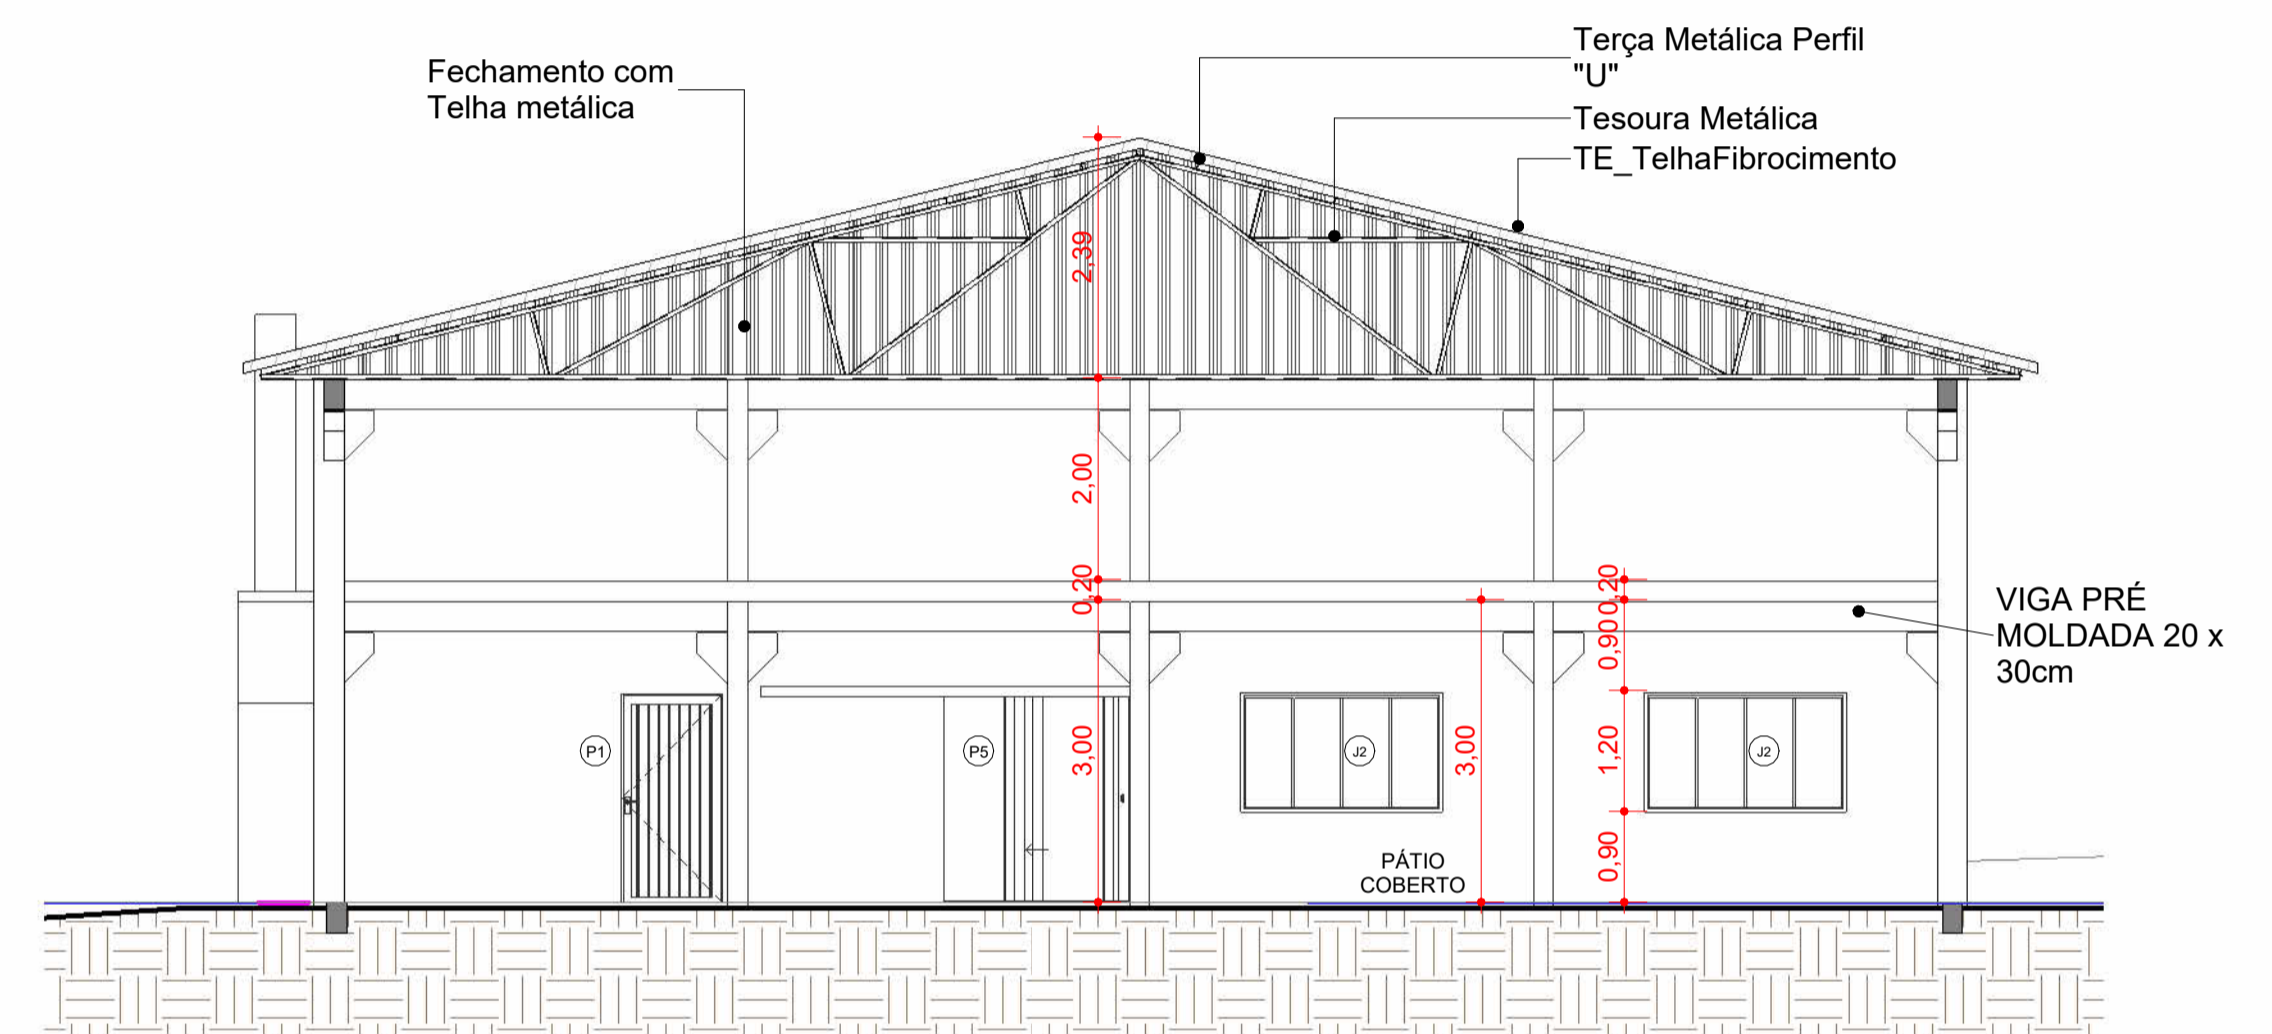 Terça Metálica Perfil
"U"
Fechamento com
Telha metálica
Tesoura Metálica
TE_TelhaFibrocimento
2,39
2,00
0,20
0,20
0,90
VIGA PRÉ
MOLDADA 20 x
30cm
P1
P5
3,00
J2
3,00
1,20
J2
0,90
PÁTIO
COBERTO